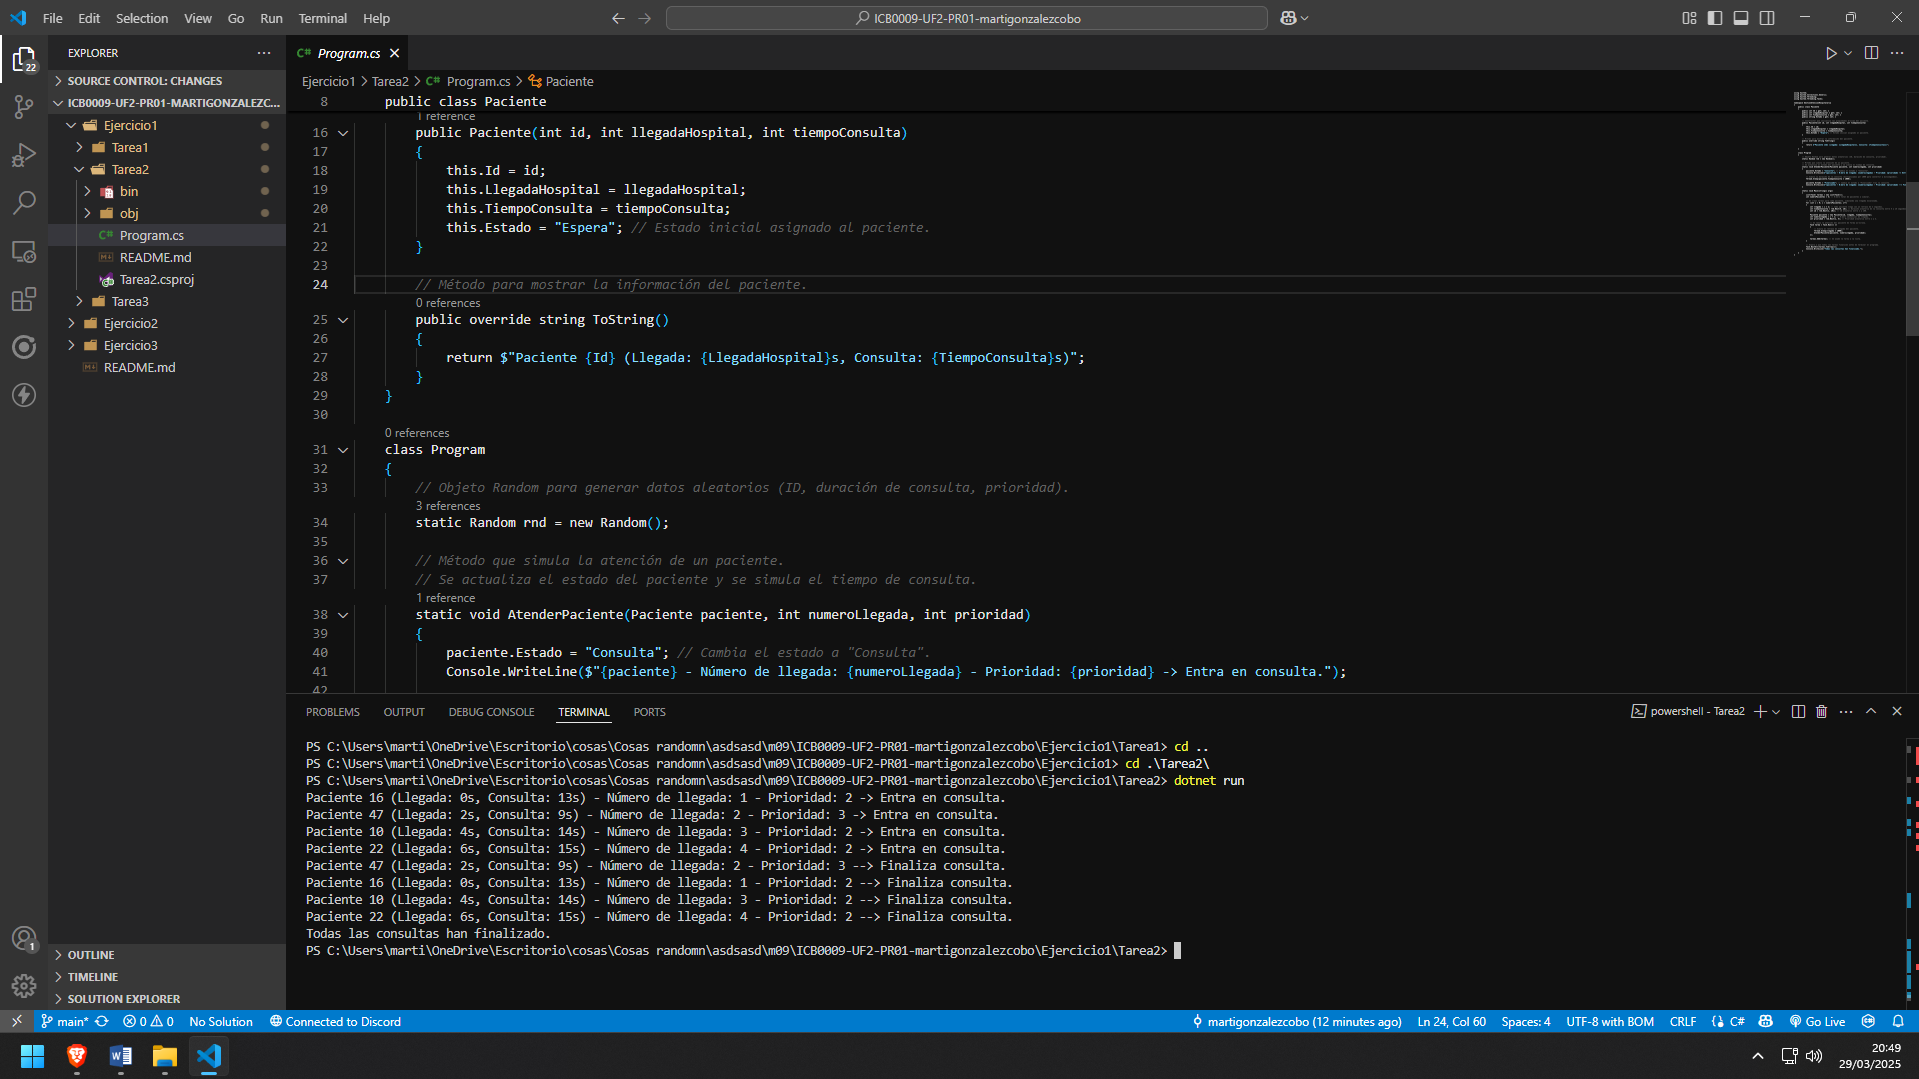 File Edit Selection View Go Run Terminal Help
ICB0009-UF2-PR01-martigonzalezcobo
EXPLORER
22
SOURCE CONTROL: CHANGES
ICB0009-UF2-PR01-MARTIGONZALEZC...
Ejercicio1
Tarea1
Tarea2
bin
obj
C# Program.cs
README.md
Tarea2.csproj
Tarea3
Ejercicio2
Ejercicio3
README.md
OUTLINE
TIMELINE
SOLUTION EXPLORER
1
C# Program.cs
Ejercicio1 > Tarea2 > C# Program.cs > Paciente
8 public class Paciente
1 reference
16 public Paciente(int id, int llegadaHospital, int tiempoConsulta)
17 {
18 this.Id = id;
19 this.LlegadaHospital = llegadaHospital;
20 this.TiempoConsulta = tiempoConsulta;
21 this.Estado = "Espera"; // Estado inicial asignado al paciente.
22 }
23
24 // Método para mostrar la información del paciente.
0 references
25 public override string ToString()
26 {
27 return $"Paciente {Id} (Llegada: {LlegadaHospital}s, Consulta: {TiempoConsulta}s)";
28 }
29 }
30
0 references
31 class Program
32 {
33 // Objeto Random para generar datos aleatorios (ID, duración de consulta, prioridad).
3 references
34 static Random rnd = new Random();
35
36 // Método que simula la atención de un paciente.
37 // Se actualiza el estado del paciente y se simula el tiempo de consulta.
1 reference
38 static void AtenderPaciente(Paciente paciente, int numeroLlegada, int prioridad)
39 {
40 paciente.Estado = "Consulta"; // Cambia el estado a "Consulta".
41 Console.WriteLine($"{paciente} - Número de llegada: {numeroLlegada} - Prioridad: {prioridad} -> Entra en consulta.");
42
PROBLEMS OUTPUT DEBUG CONSOLE TERMINAL PORTS
powershell - Tarea2
PS C:\Users\marti\OneDrive\Escritorio\cosas\Cosas randomn\asdsasd\m09\ICB0009-UF2-PR01-martigonzalezcobo\Ejercicio1\Tarea1> cd ..
PS C:\Users\marti\OneDrive\Escritorio\cosas\Cosas randomn\asdsasd\m09\ICB0009-UF2-PR01-martigonzalezcobo\Ejercicio1> cd .\Tarea2\
PS C:\Users\marti\OneDrive\Escritorio\cosas\Cosas randomn\asdsasd\m09\ICB0009-UF2-PR01-martigonzalezcobo\Ejercicio1\Tarea2> dotnet run
Paciente 16 (Llegada: 0s, Consulta: 13s) - Número de llegada: 1 - Prioridad: 2 -> Entra en consulta.
Paciente 47 (Llegada: 2s, Consulta: 9s) - Número de llegada: 2 - Prioridad: 3 -> Entra en consulta.
Paciente 10 (Llegada: 4s, Consulta: 14s) - Número de llegada: 3 - Prioridad: 2 -> Entra en consulta.
Paciente 22 (Llegada: 6s, Consulta: 15s) - Número de llegada: 4 - Prioridad: 2 -> Entra en consulta.
Paciente 47 (Llegada: 2s, Consulta: 9s) - Número de llegada: 2 - Prioridad: 3 --> Finaliza consulta.
Paciente 16 (Llegada: 0s, Consulta: 13s) - Número de llegada: 1 - Prioridad: 2 --> Finaliza consulta.
Paciente 10 (Llegada: 4s, Consulta: 14s) - Número de llegada: 3 - Prioridad: 2 --> Finaliza consulta.
Paciente 22 (Llegada: 6s, Consulta: 15s) - Número de llegada: 4 - Prioridad: 2 --> Finaliza consulta.
Todas las consultas han finalizado.
PS C:\Users\marti\OneDrive\Escritorio\cosas\Cosas randomn\asdsasd\m09\ICB0009-UF2-PR01-martigonzalezcobo\Ejercicio1\Tarea2>
main* 0 0 No Solution Connected to Discord martigonzalezcobo (12 minutes ago) Ln 24, Col 60 Spaces: 4 UTF-8 with BOM CRLF {} C# Go Live
20:49
29/03/2025